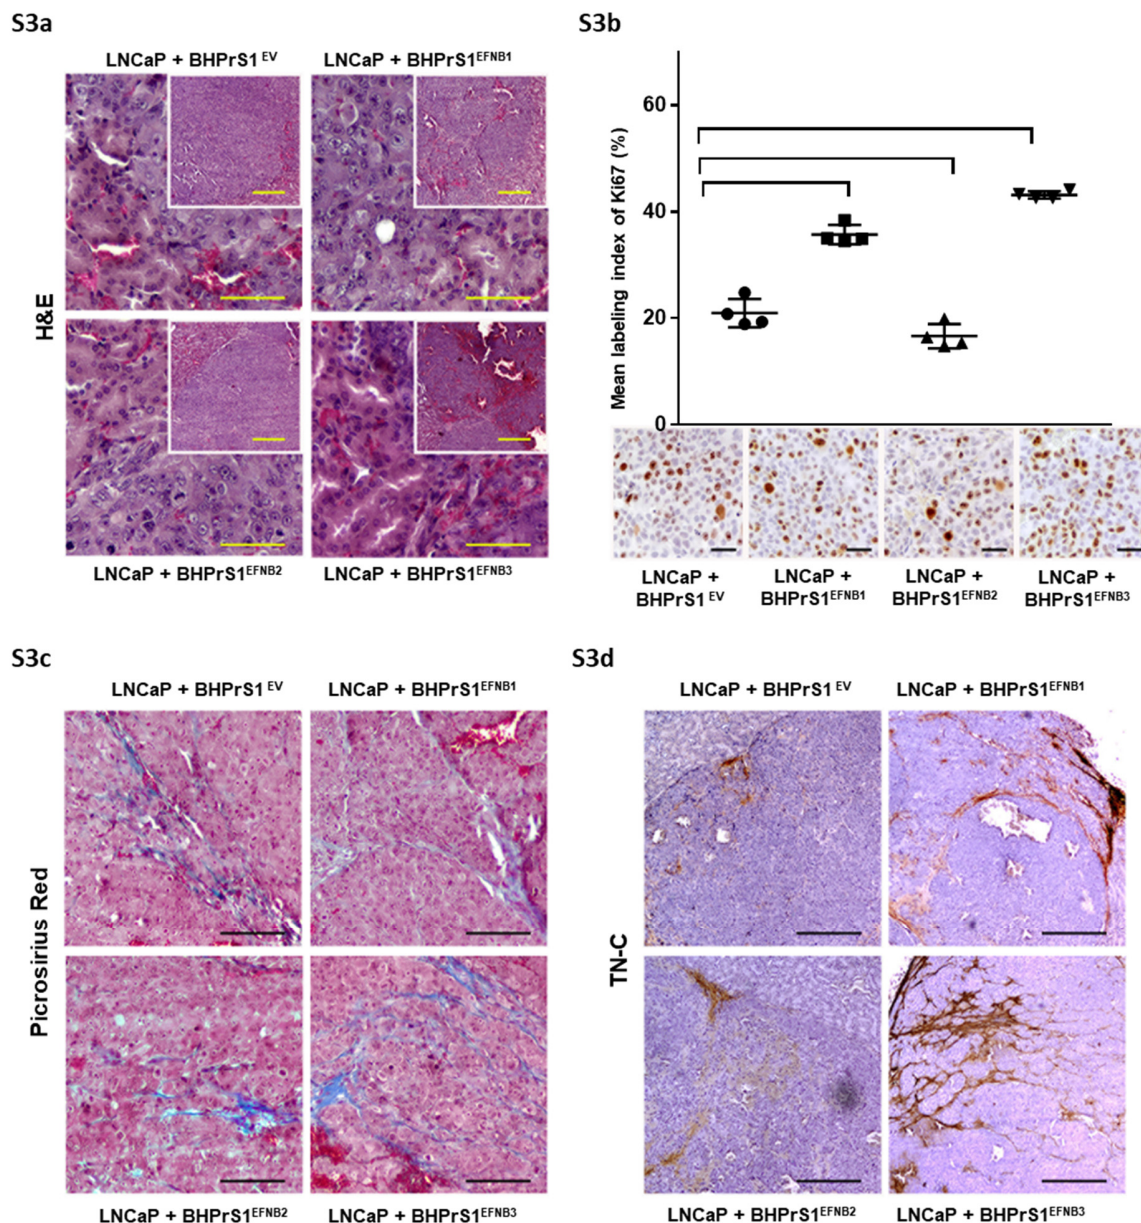 S3a
LNCaP + BHPrS1 EV
LNCaP + BHPrS1EFNB1
H&E
LNCaP + BHPrS1EFNB2
LNCaP + BHPrS1EFNB3
S3b
Mean labeling index of Ki67 (%)
60
40
20
0
LNCaP +
BHPrS1 EV
LNCaP +
BHPrS1EFNB1
LNCaP +
BHPrS1EFNB2
LNCaP +
BHPrS1EFNB3
S3c
LNCaP + BHPrS1 EV
LNCaP + BHPrS1EFNB1
Picrosirius Red
LNCaP + BHPrS1EFNB2
LNCaP + BHPrS1EFNB3
S3d
LNCaP + BHPrS1 EV
LNCaP + BHPrS1EFNB1
TN-C
LNCaP + BHPrS1EFNB2
LNCaP + BHPrS1EFNB3